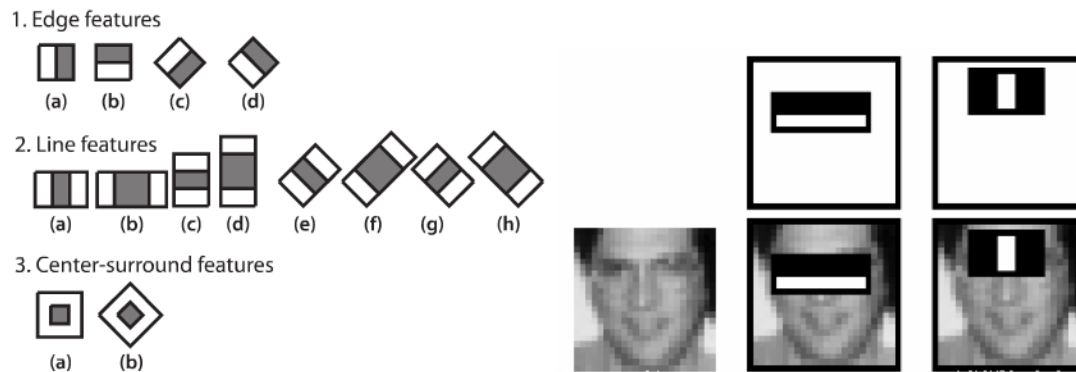 1. Edge features
(a) (b) (c) (d)
2. Line features
(a) (b) (c) (d) (e) (f) (g) (h)
3. Center-surround features
(a) (b)